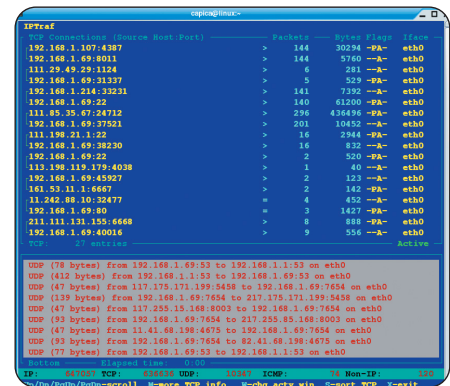 capica@linux:~
IPTraf
TCP Connections (Source Host:Port) Packets Bytes Flags Iface
192.168.1.107:4387 > 144 30294 -PA- eth0
192.168.1.69:8011 > 144 5760 --A- eth0
111.29.49.29:1124 > 6 281 --A- eth0
192.168.1.69:31337 > 5 529 -PA- eth0
192.168.1.214:33231 > 141 7392 --A- eth0
192.168.1.69:22 > 140 61200 -PA- eth0
111.85.35.67:24712 > 296 436496 -PA- eth0
192.168.1.69:37521 > 201 10452 --A- eth0
111.198.21.1:22 > 16 2944 -PA- eth0
192.168.1.69:38230 > 16 832 --A- eth0
192.168.1.69:22 > 2 520 -PA- eth0
113.198.119.179:4038 > 1 40 --A- eth0
192.168.1.69:45927 > 2 123 --A- eth0
161.53.11.1:6667 > 2 142 -PA- eth0
11.242.88.10:32477 = 4 452 --A- eth0
192.168.1.69:80 = 3 1427 -PA- eth0
211.111.131.155:6668 > 8 888 -PA- eth0
192.168.1.69:40016 > 9 556 --A- eth0
TCP: 27 entries Active
UDP (78 bytes) from 192.168.1.69:53 to 192.168.1.1:53 on eth0
UDP (412 bytes) from 192.168.1.1:53 to 192.168.1.69:53 on eth0
UDP (47 bytes) from 117.175.171.199:5458 to 192.168.1.69:7654 on eth0
UDP (139 bytes) from 192.168.1.69:7654 to 217.175.171.199:5458 on eth0
UDP (47 bytes) from 117.255.15.168:8003 to 192.168.1.69:7654 on eth0
UDP (93 bytes) from 192.168.1.69:7654 to 217.255.85.168:8003 on eth0
UDP (47 bytes) from 11.41.68.198:4675 to 192.168.1.69:7654 on eth0
UDP (93 bytes) from 192.168.1.69:7654 to 82.41.68.198:4675 on eth0
UDP (77 bytes) from 192.168.1.69:53 to 192.168.1.1:53 on eth0
Bottom Elapsed time: 0:00
IP: 647087 TCP: 636636 UDP: 10347 ICMP: 76 Non-IP: 120
Up/Dn/PgUp/PgDn-scroll M-more TCP info W-chg actv win S-sort TCP X-exit